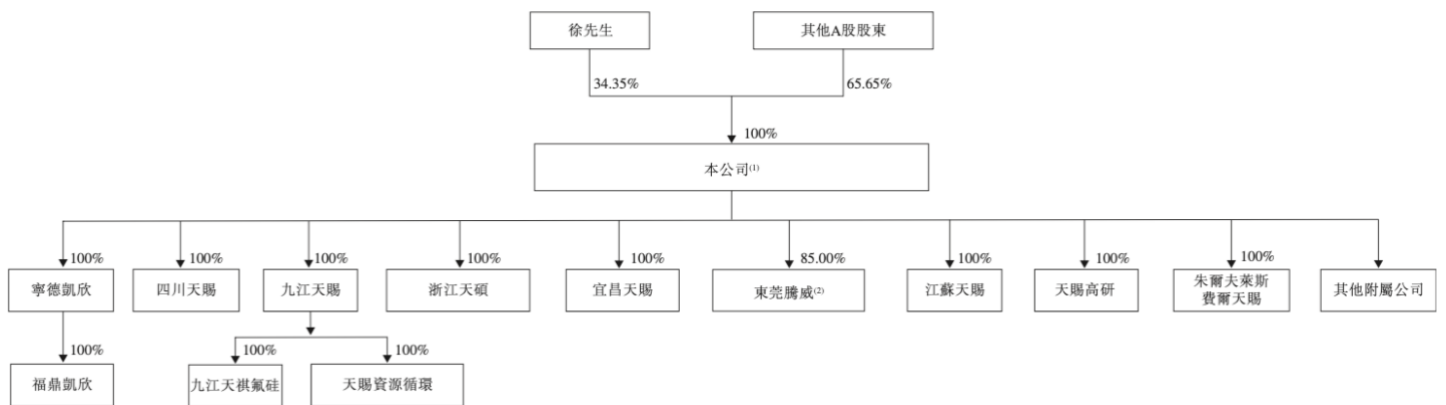 徐先生
其他A股股東
34.35%
65.65%
100%
本公司(1)
100%
100%
100%
100%
100%
85.00%
100%
100%
100%
寧德凱欣
四川天賜
九江天賜
浙江天碩
宜昌天賜
東莞騰威(2)
江蘇天賜
天賜高研
朱爾夫萊斯
費爾天賜
其他附屬公司
100%
100%
100%
福鼎凱欣
九江天祺氟硅
天賜資源循環